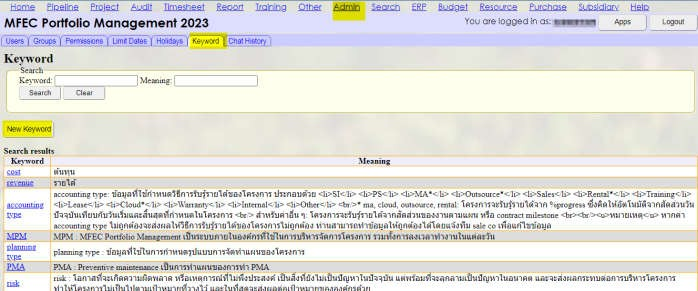 Home Pipeline Project Audit Timesheet Report Training Other Admin Search ERP Budget Resource Purchase Subsidiary Help
MFEC Portfolio Management 2023
You are logged in as:
Apps
Logout
Users Groups Permissions Limit Dates Holidays Keyword Chat History
Keyword
Search
Keyword: Meaning:
Search Clear
New Keyword
Search results
Keyword Meaning
cost ต้นทุน
revenue รายได้
accounting type
accounting type: ข้อมูลที่ใช้กำหนดวิธีการรับรู้รายได้ของโครงการ ประกอบด้วย <li>SI</li> <li>PS</li> <li>MA*</li> <li>Outsource*</li> <li>Sales</li> <li>Rental*</li> <li>Training</li>
<li>Lease</li> <li>Cloud*</li> <li>Warranty</li> <li>Internal</li> <li>Other</li> <br/>* ma, cloud, outsource, rental: โครงการจะรับรู้รายได้จาก %progress ซึ่งคิดให้อัตโนมัติจากสัดส่วนวัน
ปัจจุบันเทียบกับวันเริ่มและสิ้นสุดที่กำหนดในโครงการ <br/> สำหรับค่าอื่น ๆ: โครงการจะรับรู้รายได้จากสัดส่วนของงานตามแผน หรือ contract milestone <br><br><u>หมายเหตุ</u> หากค่า
accounting type ไม่ถูกต้องจะส่งผลให้วิธีการรับรู้รายได้ของโครงการไม่ถูกต้อง ท่านสามารถทำข้อมูลให้ถูกต้องได้โดยแจ้งทีม sale co เพื่อแก้ไขข้อมูล
MPM MPM : MFEC Portfolio Management เป็นระบบภายในองค์กรที่ใช้ในการบริหารจัดการโครงการ รวมทั้งการลงเวลาทำงานในแต่ละวัน
planning type
planning type : ข้อมูลที่ใช้ในการกำหนดรูปแบบการจัดทำแผนของโครงการ
PMA PMA : Preventive maintenance เป็นการทำแผนของการทำ PMA
risk
risk : โอกาสที่จะเกิดความผิดพลาด หรือเหตุการณ์ที่ไม่พึงประสงค์ เป็นสิ่งที่ยังไม่เป็นปัญหาในปัจจุบัน แต่พร้อมที่จะลุกลามเป็นปัญหาในอนาคต และจะส่งผลกระทบต่อการบริหารโครงการ
ทำให้โครงการไม่เป็นไปตามเป้าหมายที่วางไว้ และในที่สุดจะส่งผลต่อเป้าหมายขององค์กรด้วย